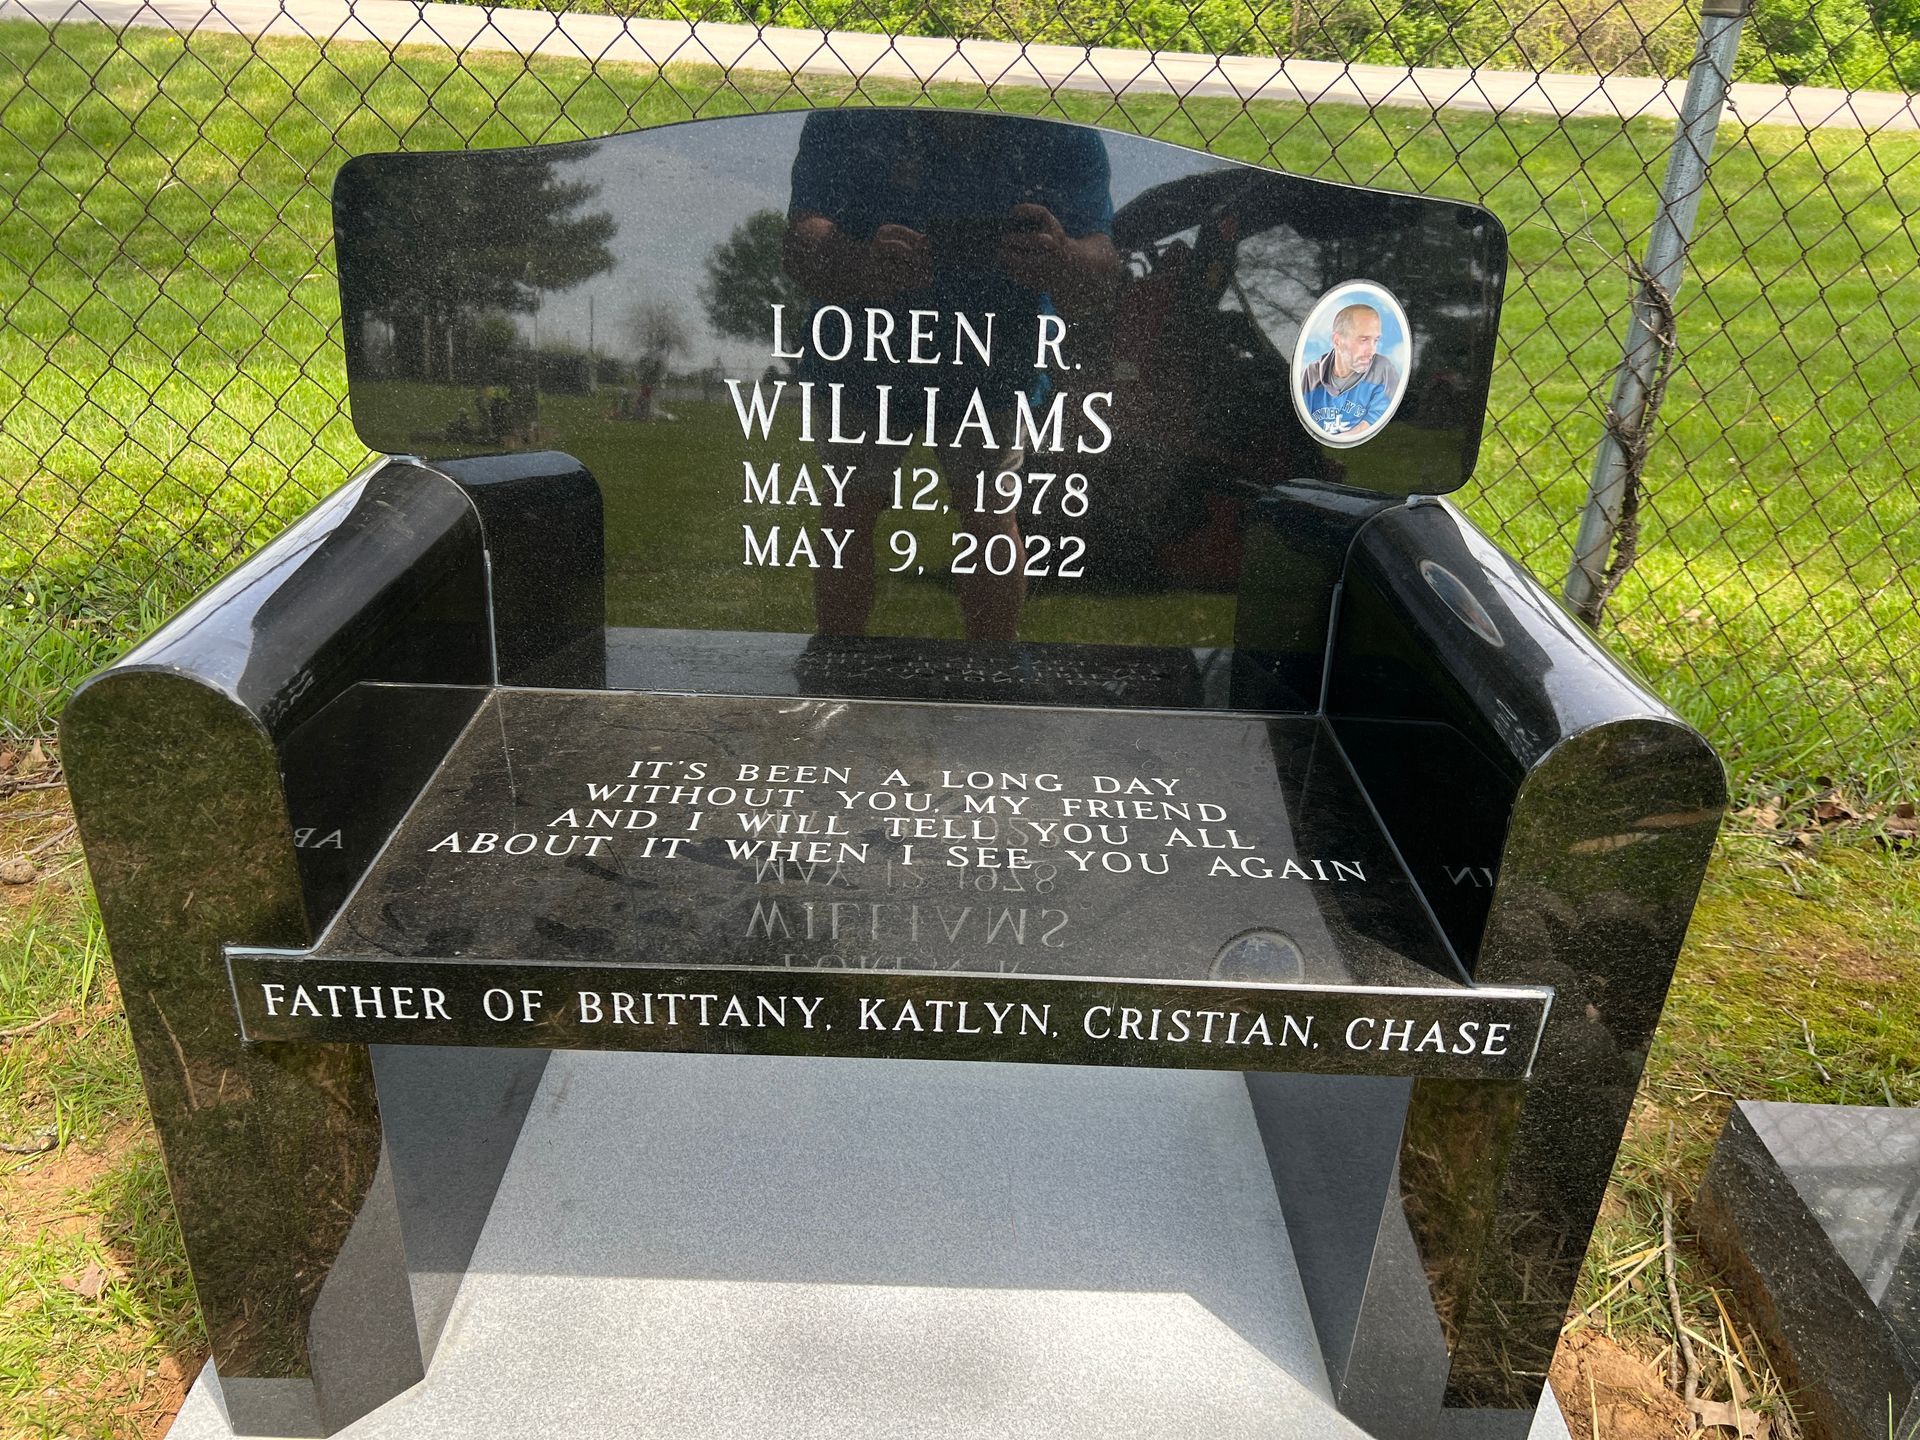 LOREN R.
WILLIAMS
MAY 12, 1978
MAY 9, 2022
IT'S BEEN A LONG DAY
WITHOUT YOU, MY FRIEND
AND I WILL TELL YOU ALL
ABOUT IT WHEN I SEE YOU AGAIN
FATHER OF BRITTANY, KATLYN, CRISTIAN, CHASE